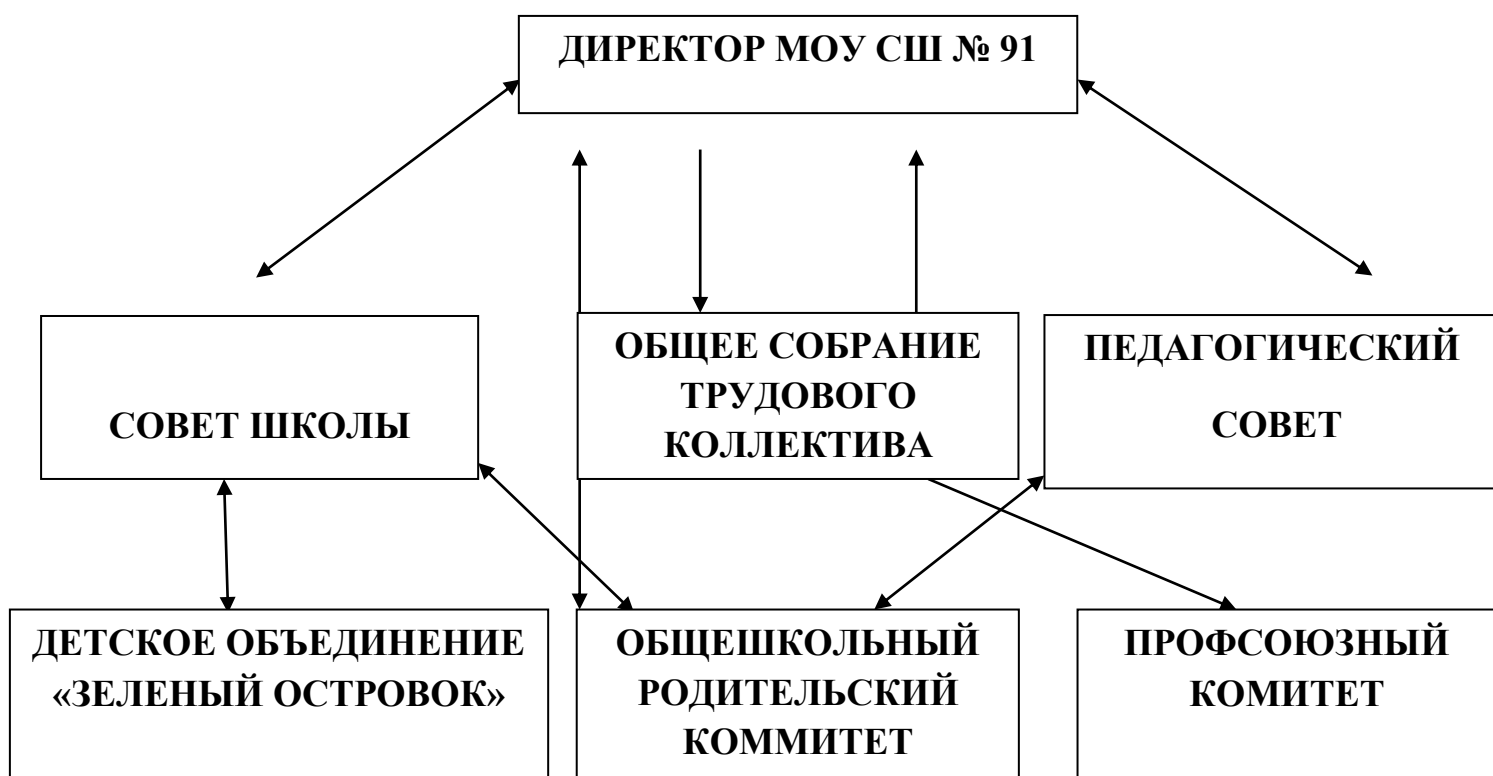 ДИРЕКТОР МОУ СШ № 91
СОВЕТ ШКОЛЫ
ОБЩЕЕ СОБРАНИЕ
ТРУДОВОГО
КОЛЛЕКТИВА
ПЕДАГОГИЧЕСКИЙ
СОВЕТ
ДЕТСКОЕ ОБЪЕДИНЕНИЕ
«ЗЕЛЕНЫЙ ОСТРОВОК»
ОБЩЕШКОЛЬНЫЙ
РОДИТЕЛЬСКИЙ
КОММИТЕТ
ПРОФСОЮЗНЫЙ
КОМИТЕТ